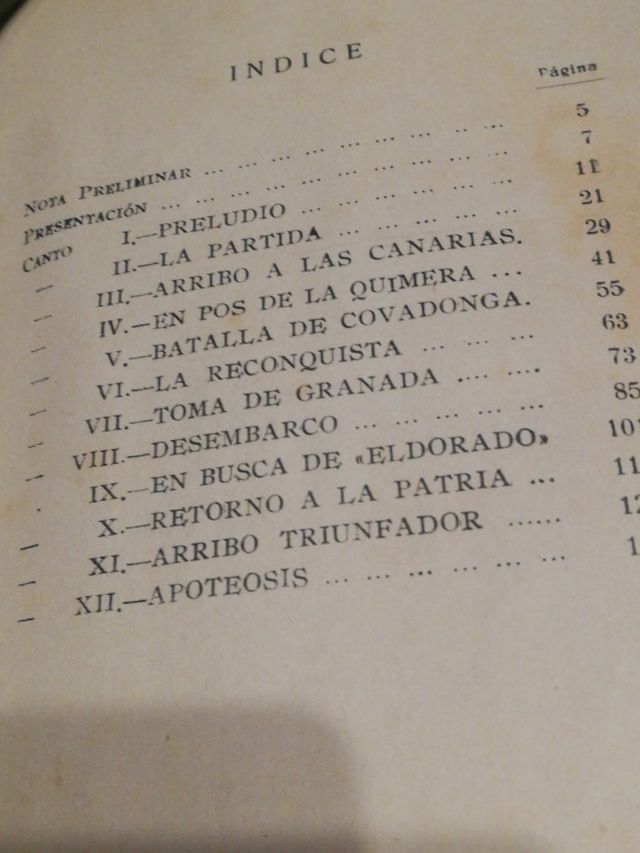 INDICE
Página
NOTA PRELIMINAR ... ... ... ... ... ... .. ... 5
PRESENTACIÓN ... ... ... ... ... ... ... ... ... 7
CANTO I.—PRELUDIO ... ... ... ... ... ... 11
— II.—LA PARTIDA ... ... ... ... ... 21
— III.—ARRIBO A LAS CANARIAS. 29
— IV.—EN POS DE LA QUIMERA ... 41
— V.—BATALLA DE COVADONGA. 55
— VI.—LA RECONQUISTA ... ... ... 63
— VII.—TOMA DE GRANADA .... .... 73
— VIII.—DESEMBARCO ... ... ... ... ... 85
— IX.—EN BUSCA DE «ELDORADO» 101
— X.—RETORNO A LA PATRIA ...
— XI.—ARRIBO TRIUNFADOR ......
— XII.—APOTEOSIS ... ... ... ... ... ...